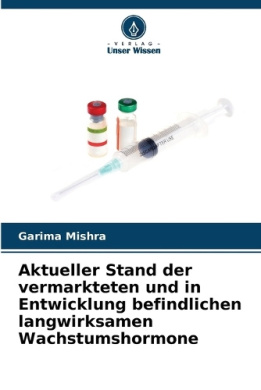 VERLAG
Unser Wissen
Garima Mishra
Aktueller Stand der
vermarkteten und in
Entwicklung befindlichen
langwirksamen
Wachstumshormone